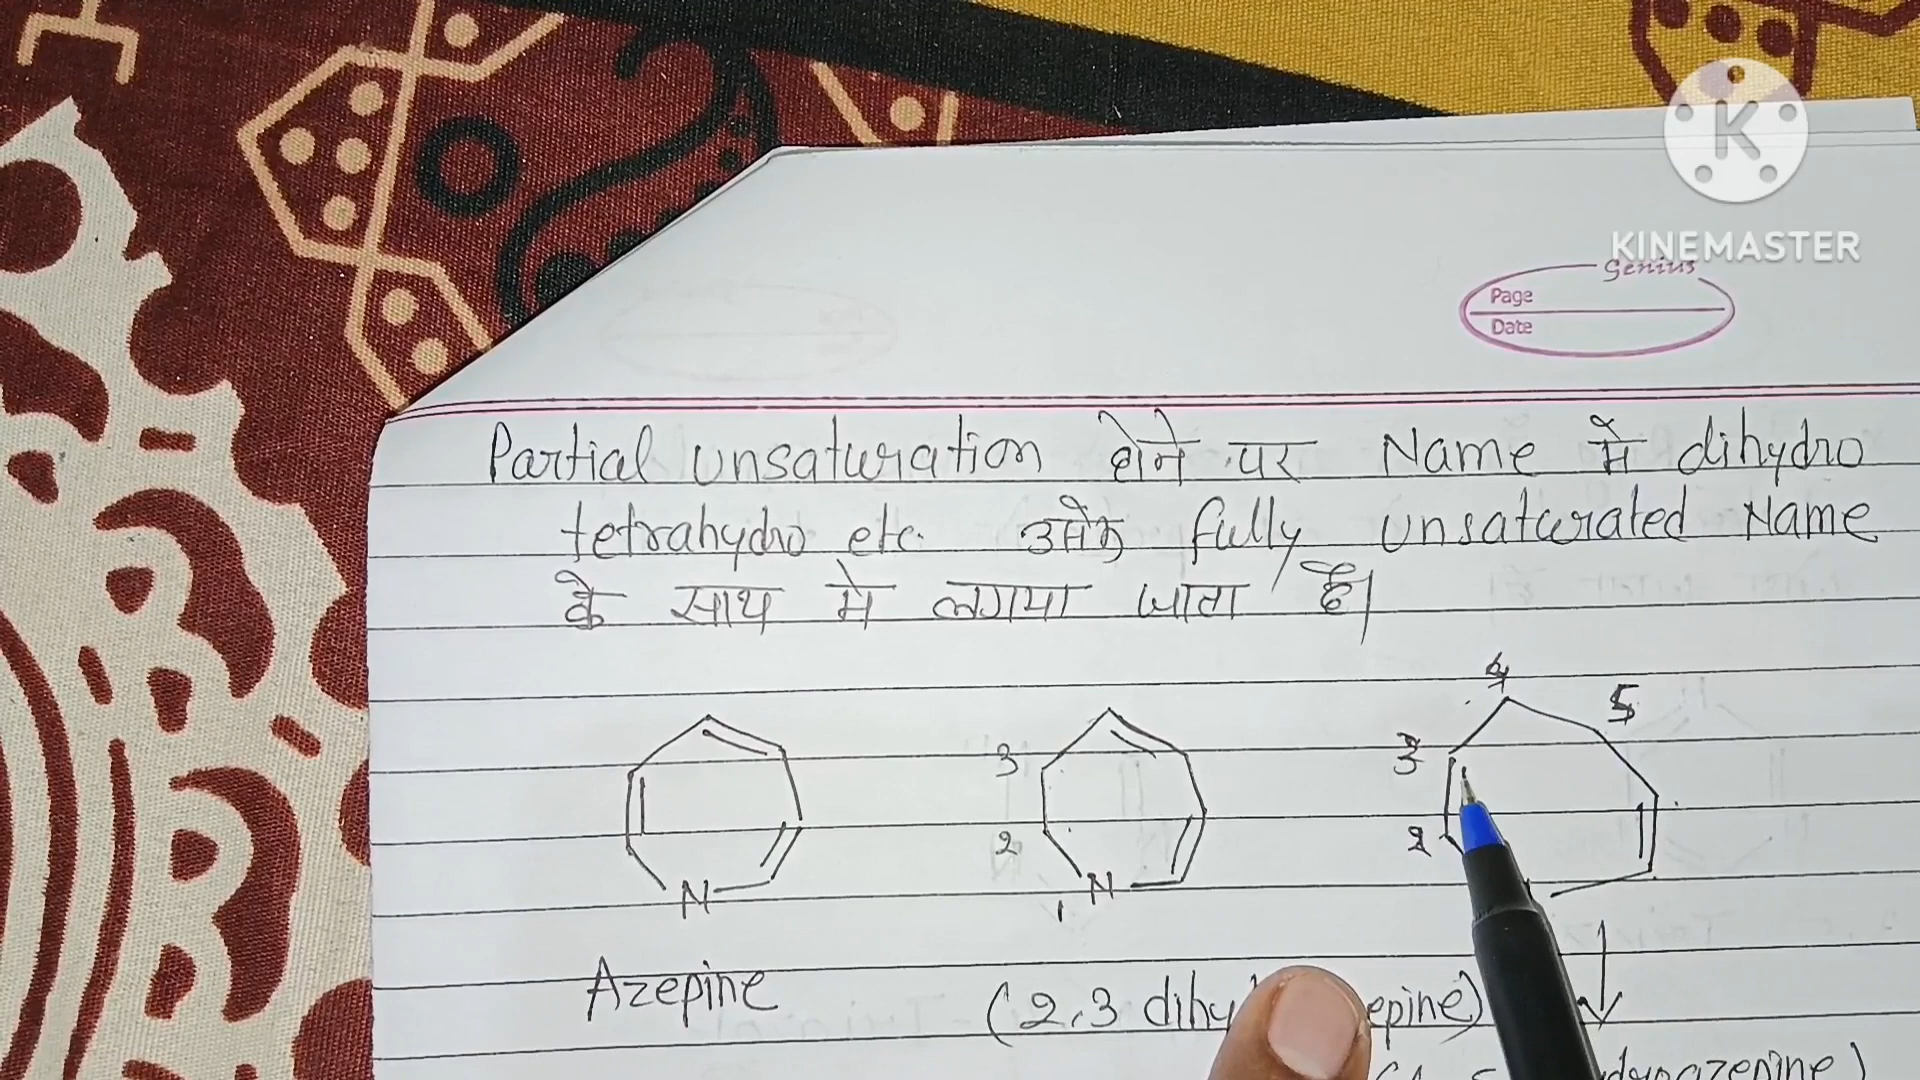 K
KINEMASTER
Genius
Page
Date
Partial unsaturation होने पर Name में dihydro
tetrahydro etc. fully unsaturated Name
के साथ मे लगाया जाता है।
4
5
3
3
2
2
N
N
1
Azepine
(2,3 dihy epine)